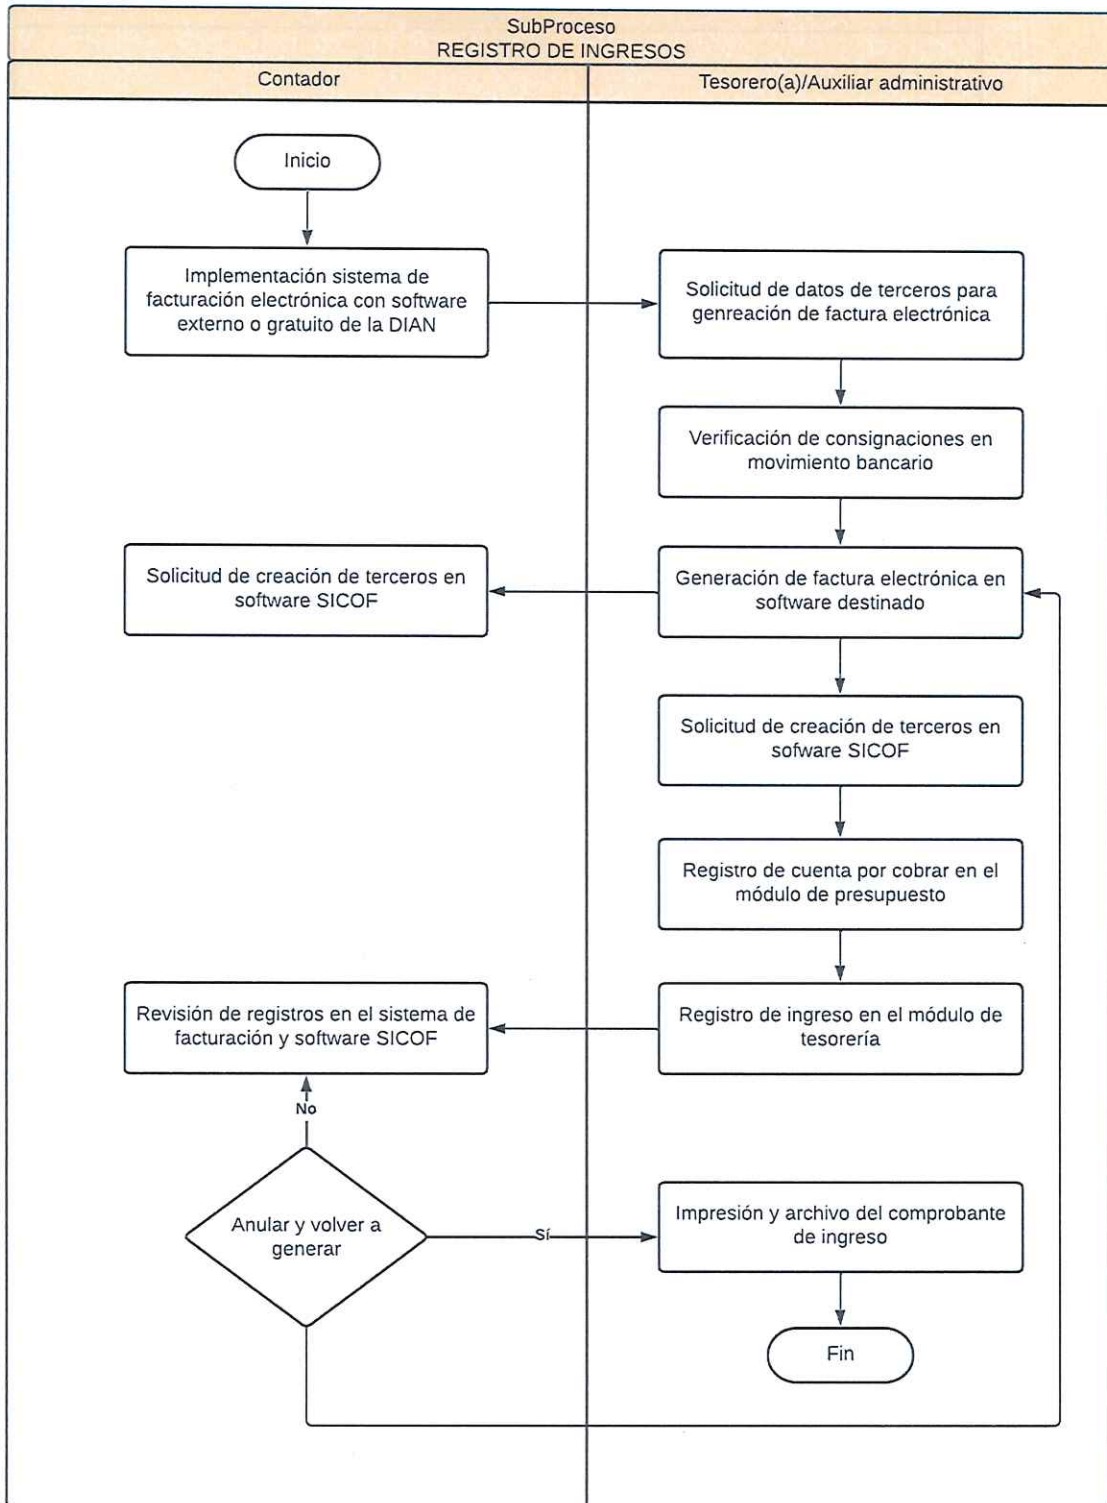 SubProceso
REGISTRO DE INGRESOS
Contador
Tesorero(a)/Auxiliar administrativo
Inicio
Implementación sistema de
facturación electrónica con software
externo o gratuito de la DIAN
Solicitud de datos de terceros para
genreación de factura electrónica
Verificación de consignaciones en
movimiento bancario
Solicitud de creación de terceros en
software SICOF
Generación de factura electrónica en
software destinado
Solicitud de creación de terceros en
sofware SICOF
Registro de cuenta por cobrar en el
módulo de presupuesto
Revisión de registros en el sistema de
facturación y software SICOF
Registro de ingreso en el módulo de
tesorería
No
Anular y volver a
generar
Sí
Impresión y archivo del comprobante
de ingreso
Fin